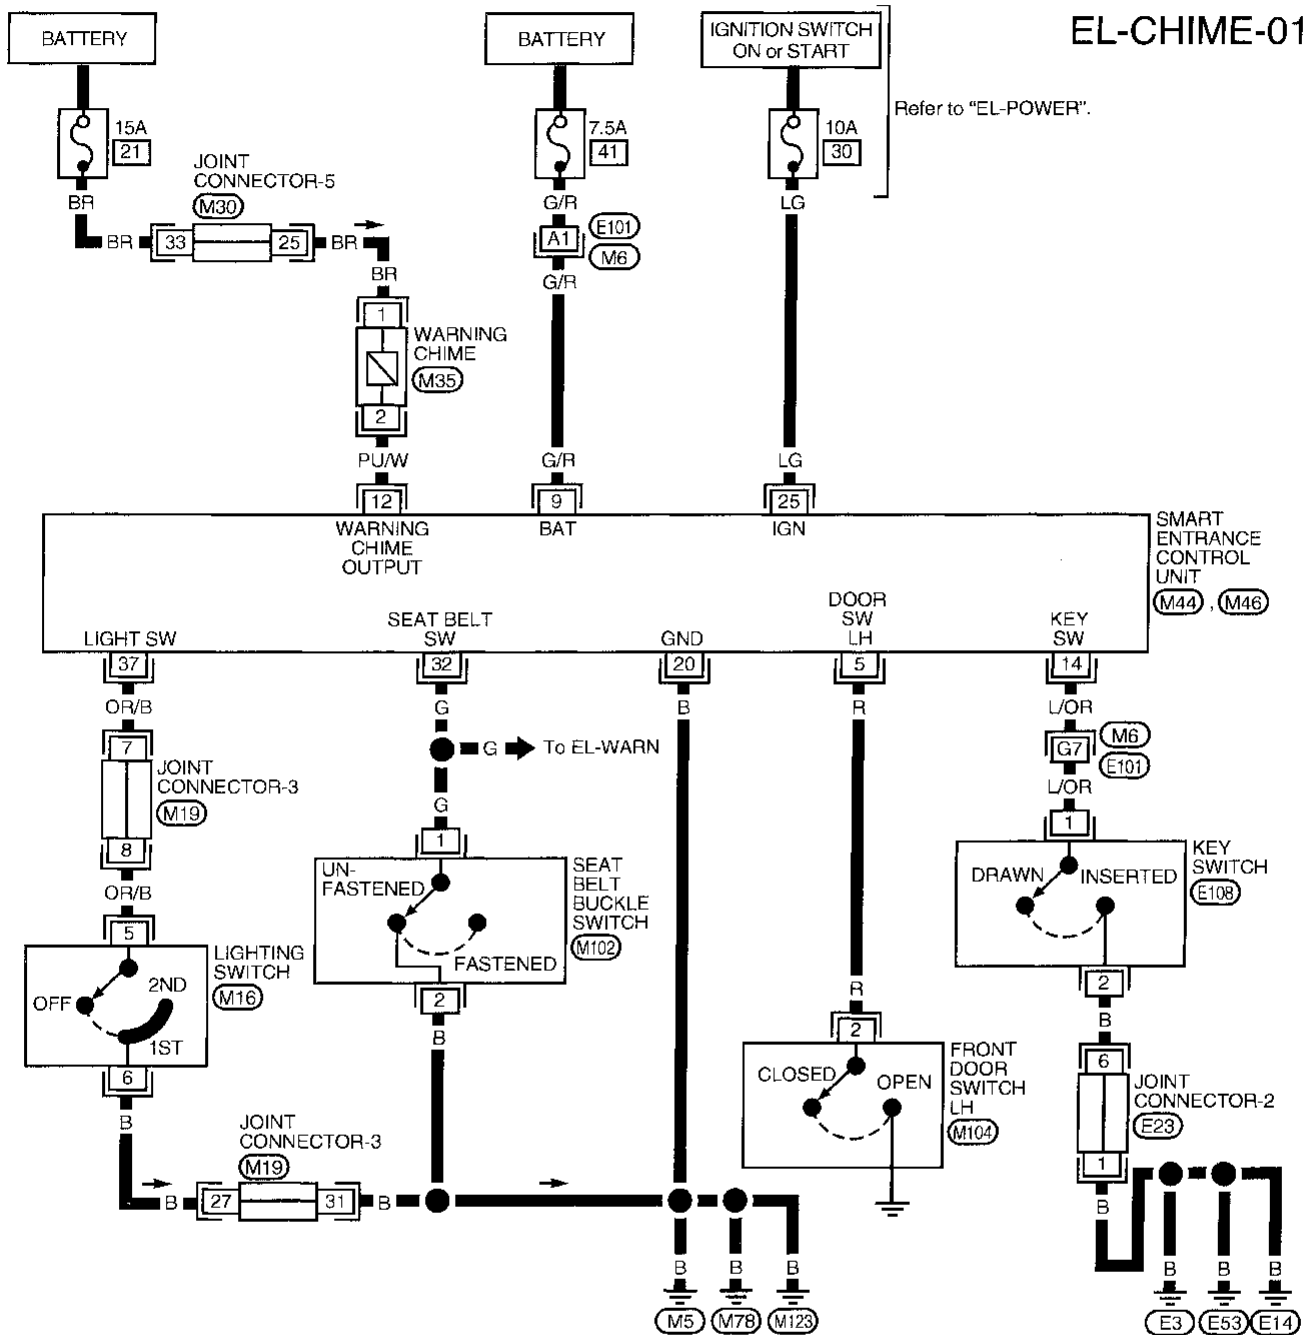 EL-CHIME-01
BATTERY
BATTERY
IGNITION SWITCH
ON or START
Refer to "EL-POWER".
15A
21
7.5A
41
10A
30
JOINT
CONNECTOR-5
M30
BR
G/R
LG
E101
M6
A1
BR
33
25
BR
BR
G/R
1
WARNING
CHIME
M35
2
PU/W
G/R
LG
12
9
25
WARNING
CHIME
OUTPUT
BAT
IGN
SMART
ENTRANCE
CONTROL
UNIT
M44 , M46
LIGHT SW
SEAT BELT
SW
GND
DOOR
SW
LH
KEY
SW
37
32
20
5
14
OR/B
G
B
R
L/OR
7
G
To EL-WARN
G7
M6
E101
JOINT
CONNECTOR-3
M19
L/OR
8
G
1
1
OR/B
UN-
FASTENED
FASTENED
SEAT
BELT
BUCKLE
SWITCH
M102
DRAWN
INSERTED
KEY
SWITCH
E108
5
LIGHTING
SWITCH
M16
OFF
2ND
1ST
2
2
6
B
R
B
2
6
B
CLOSED
OPEN
FRONT
DOOR
SWITCH
LH
M104
JOINT
CONNECTOR-2
E23
JOINT
CONNECTOR-3
M19
1
B
27
31
B
B
B
B
B
B
B
B
M5
M78
M123
E3
E53
E14